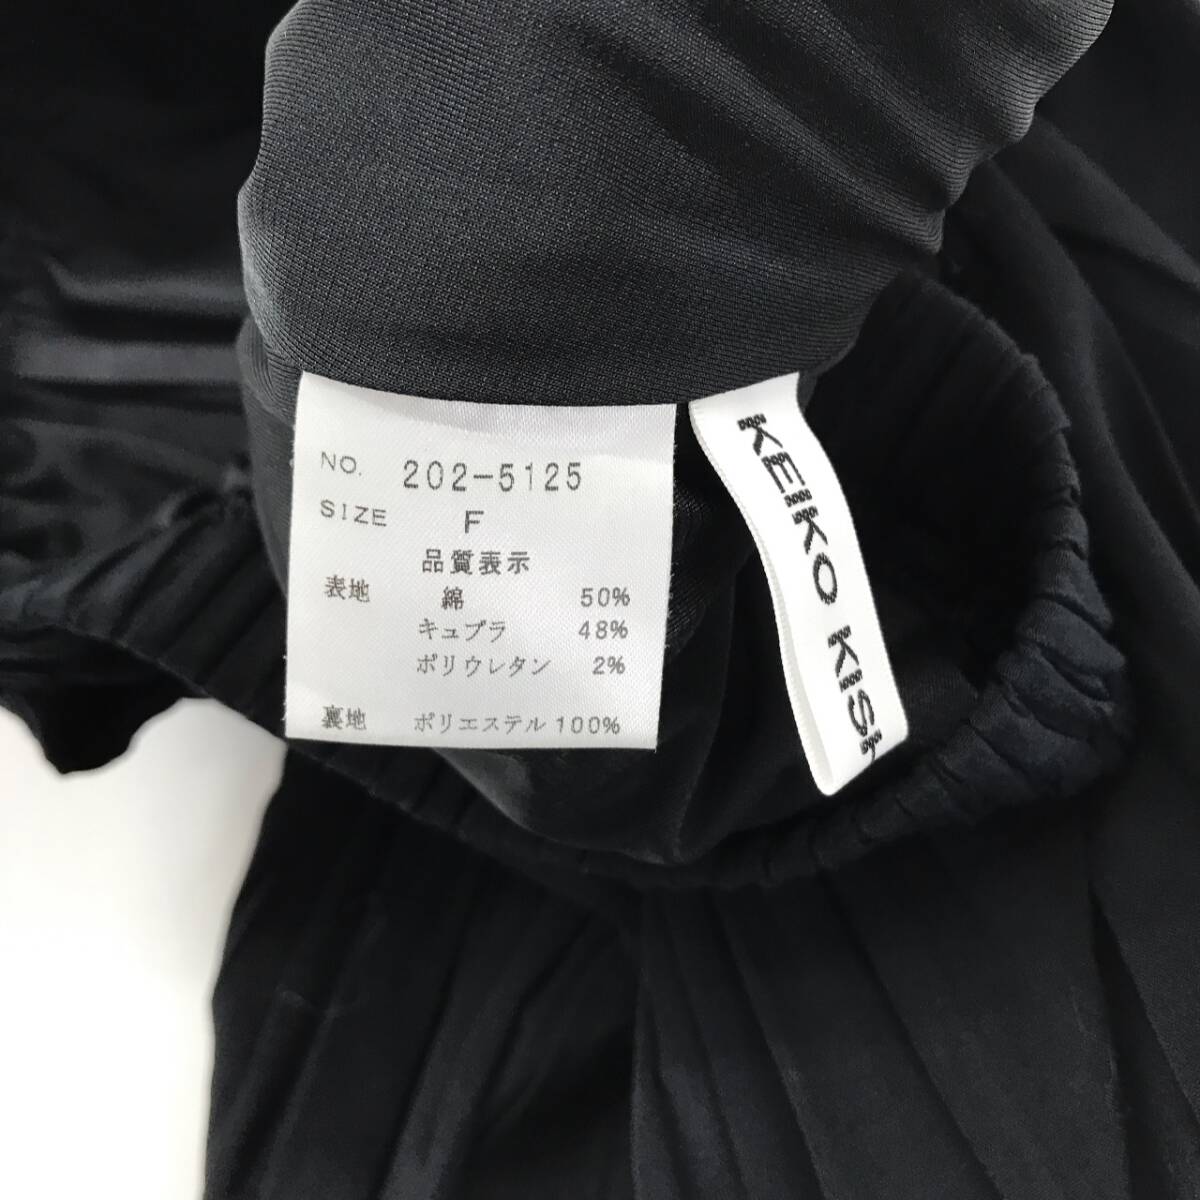 NO. 202-5125
SIZE F
品質表示
表地 綿 50%
キュプラ 48%
ポリウレタン 2%
裏地 ポリエステル 100%
KEIKO KIS